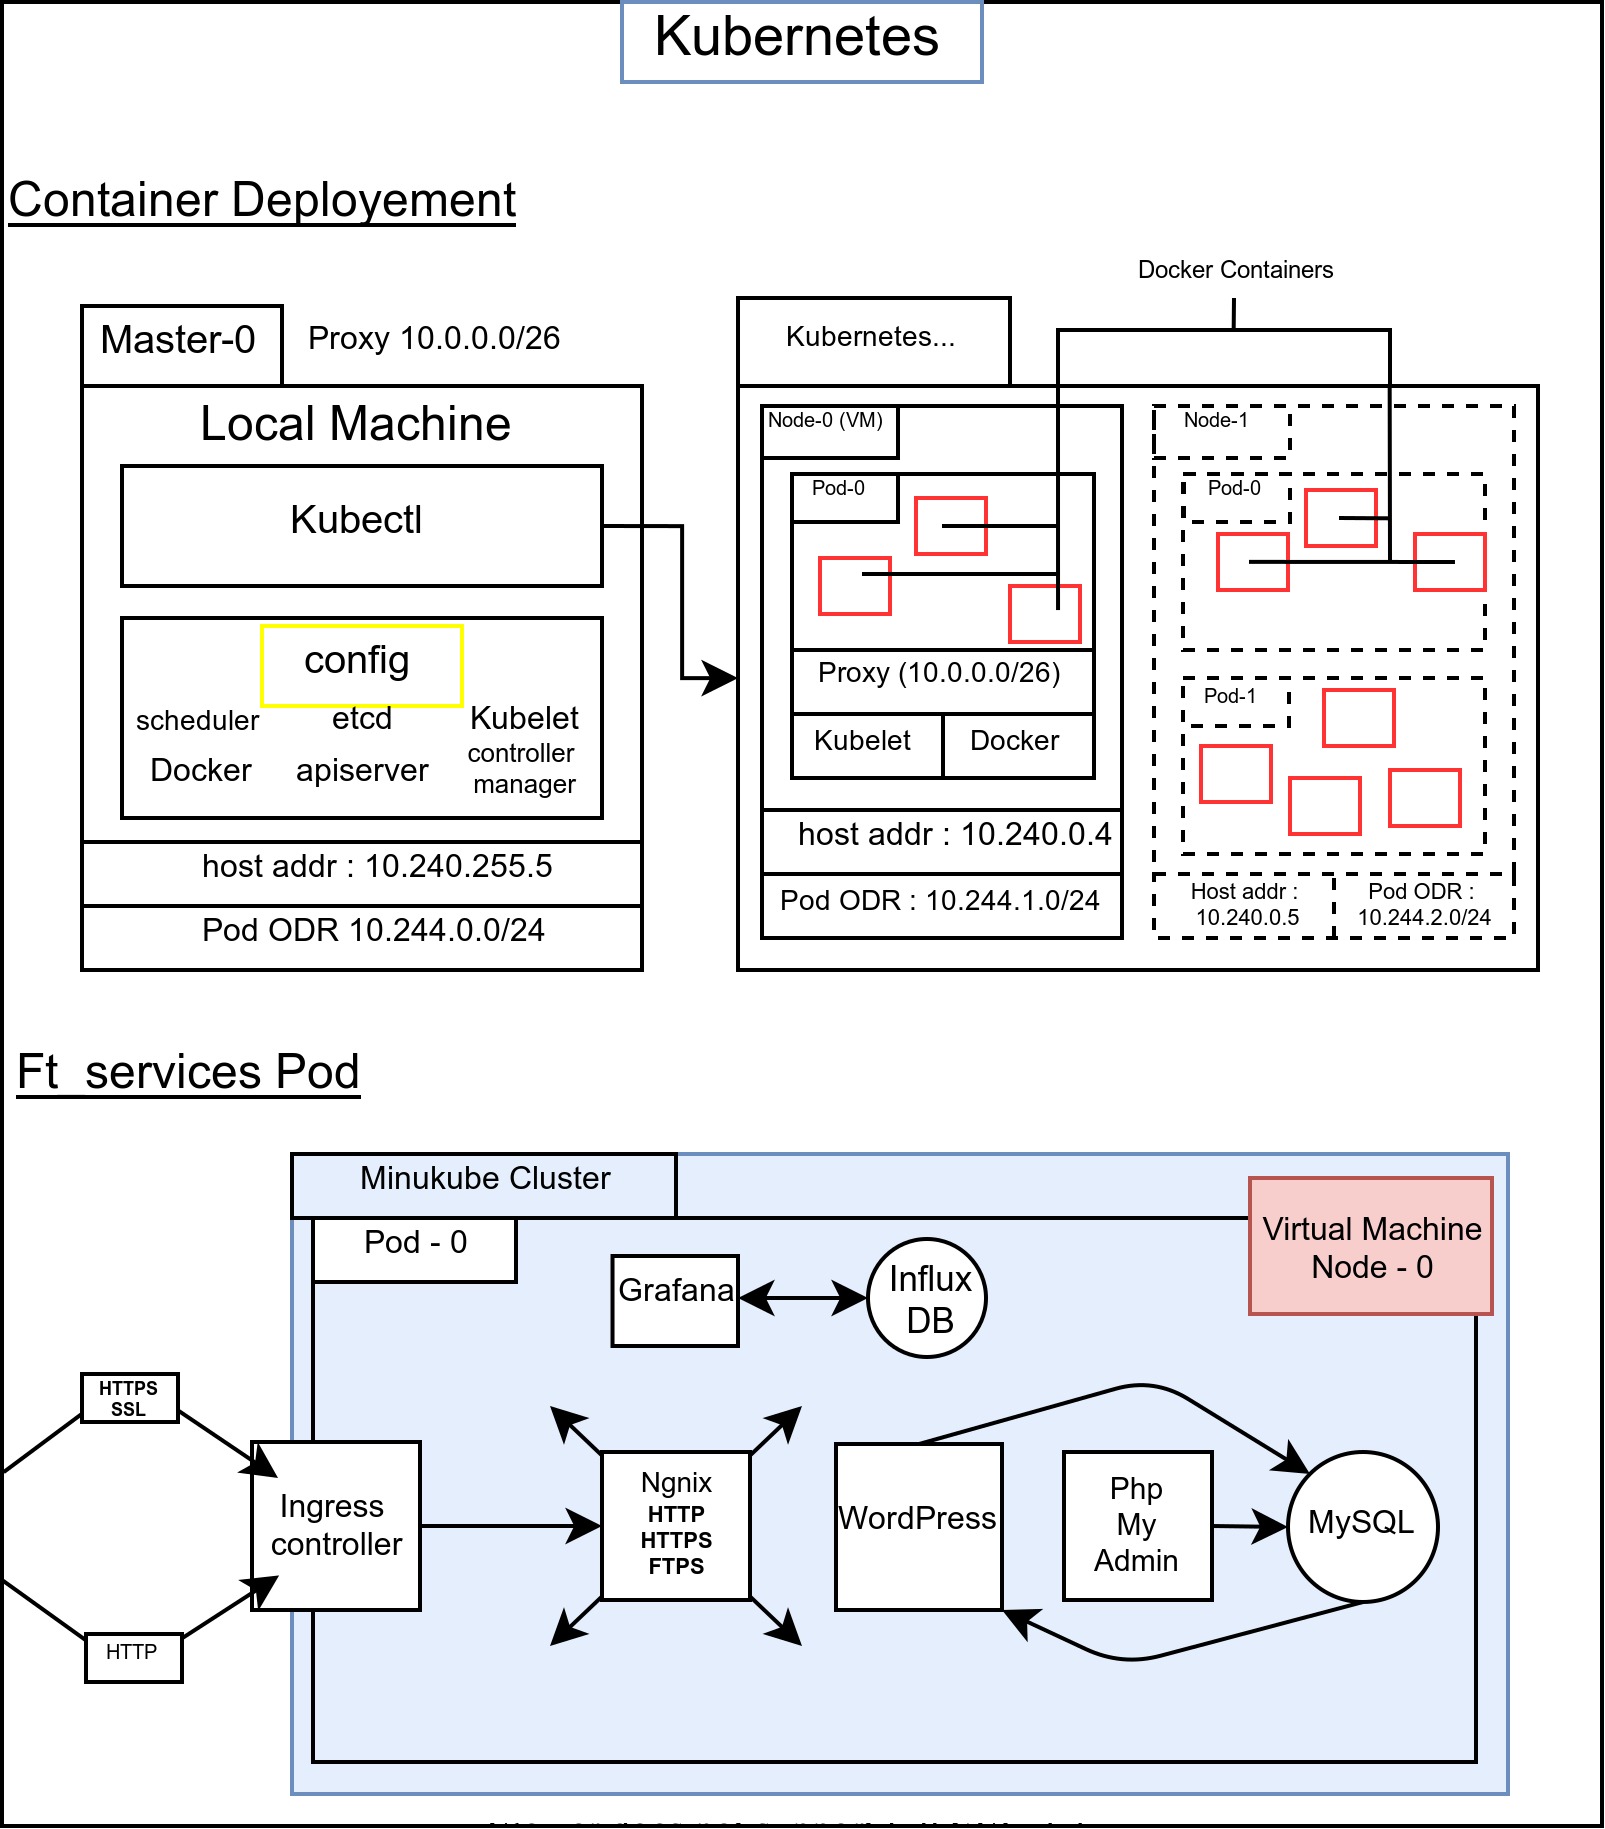 Kubernetes
Container Deployement
Docker Containers
Master-0
Proxy 10.0.0.0/26
Local Machine
Kubectl
config
scheduler
etcd
Kubelet
Docker
apiserver
controller
manager
host addr : 10.240.255.5
Pod ODR 10.244.0.0/24
Kubernetes...
Node-0 (VM)
Pod-0
Proxy (10.0.0.0/26)
Kubelet
Docker
host addr : 10.240.0.4
Pod ODR : 10.244.1.0/24
Node-1
Pod-0
Pod-1
Host addr :
10.240.0.5
Pod ODR :
10.244.2.0/24
Ft_services Pod
Minukube Cluster
Pod - 0
Virtual Machine
Node - 0
Grafana
Influx
DB
HTTPS
SSL
Ingress
controller
HTTP
Ngnix
HTTP
HTTPS
FTPS
WordPress
Php
My
Admin
MySQL